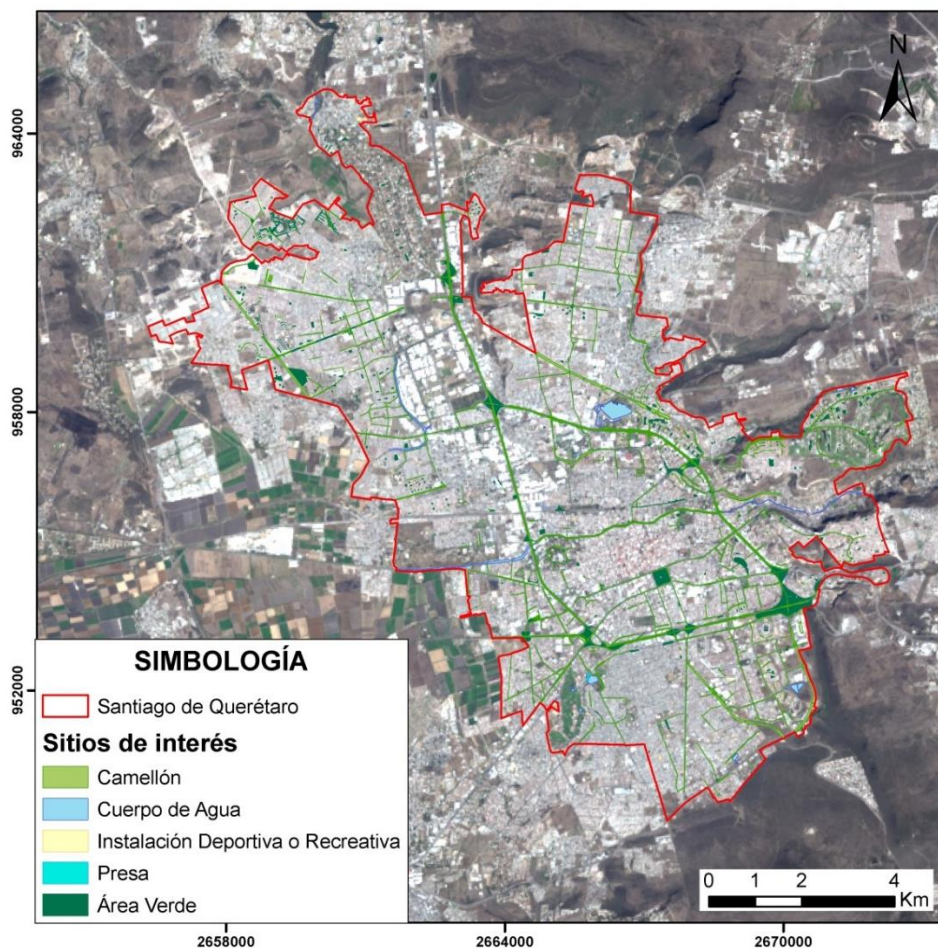 N
964000
958000
952000
SIMBOLOGÍA
Santiago de Querétaro
Sitios de interés
Camellón
Cuerpo de Agua
Instalación Deportiva o Recreativa
Presa
Área Verde
0 1 2 4
Km
2658000 2664000 2670000